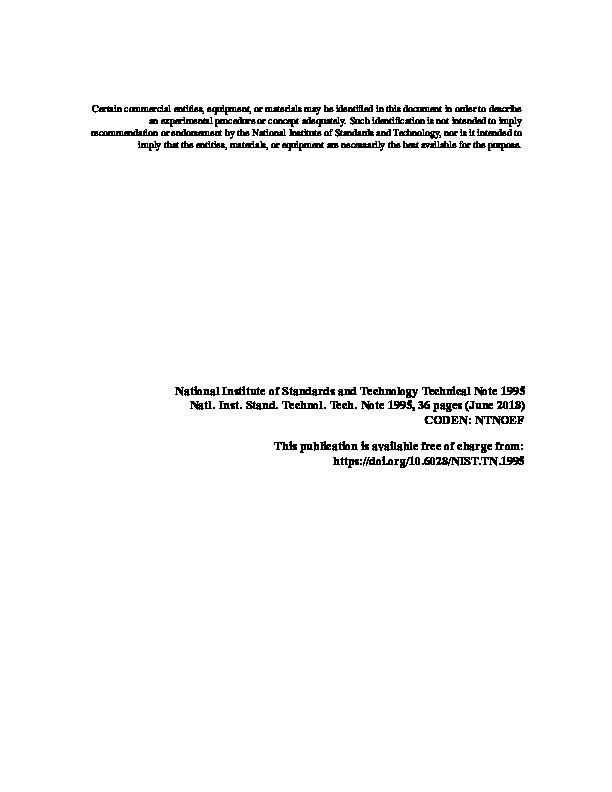 Certain commercial entities, equipment, or materials may be identified in this document in order to describe
an experimental procedure or concept adequately. Such identification is not intended to imply
recommendation or endorsement by the National Institute of Standards and Technology, nor is it intended to
imply that the entities, materials, or equipment are necessarily the best available for the purpose.
National Institute of Standards and Technology Technical Note 1995
Natl. Inst. Stand. Technol. Tech. Note 1995, 36 pages (June 2018)
CODEN: NTNOEF
This publication is available free of charge from:
https://doi.org/10.6028/NIST.TN.1995